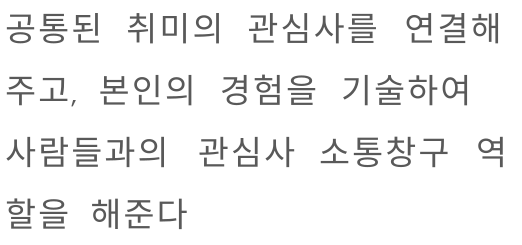 공통된 취미의 관심사를 연결해
주고, 본인의 경험을 기술하여
사람들과의 관심사 소통창구 역
할을 해준다